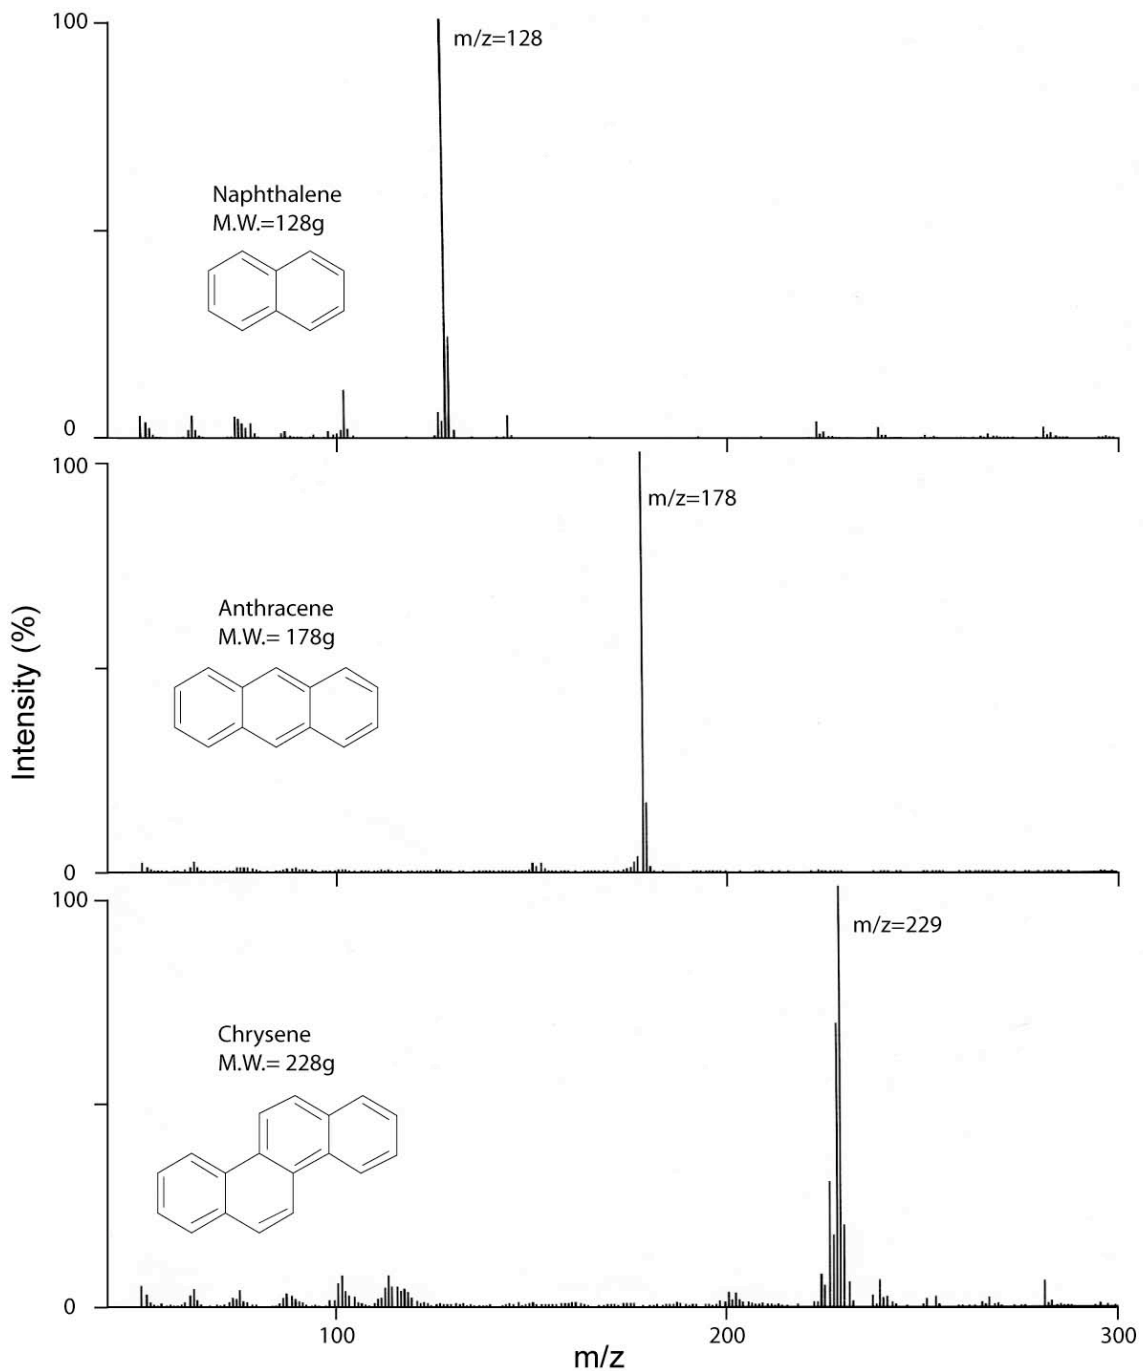 100
m/z=128
Naphthalene
M.W.=128g
0
100
m/z=178
Anthracene
M.W.= 178g
0
100
m/z=229
Chrysene
M.W.= 228g
0
100
200
300
m/z
Intensity (%)